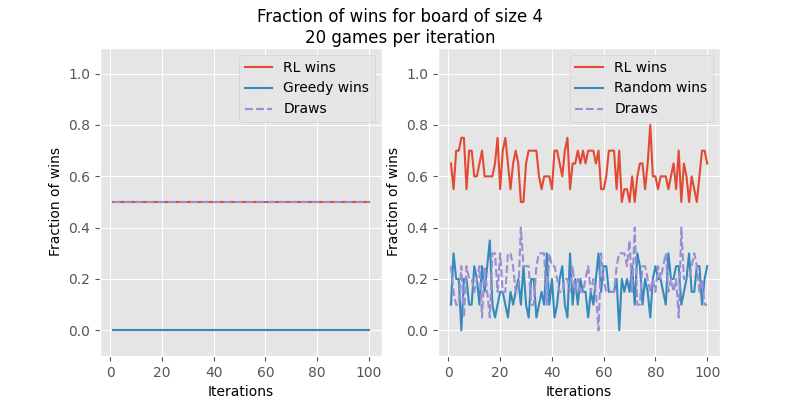 Fraction of wins for board of size 4
20 games per iteration
Fraction of wins
1.0
0.8
0.6
0.4
0.2
0.0
0 20 40 60 80 100
Iterations
RL wins
Greedy wins
Draws
Fraction of wins
1.0
0.8
0.6
0.4
0.2
0.0
0 20 40 60 80 100
Iterations
RL wins
Random wins
Draws